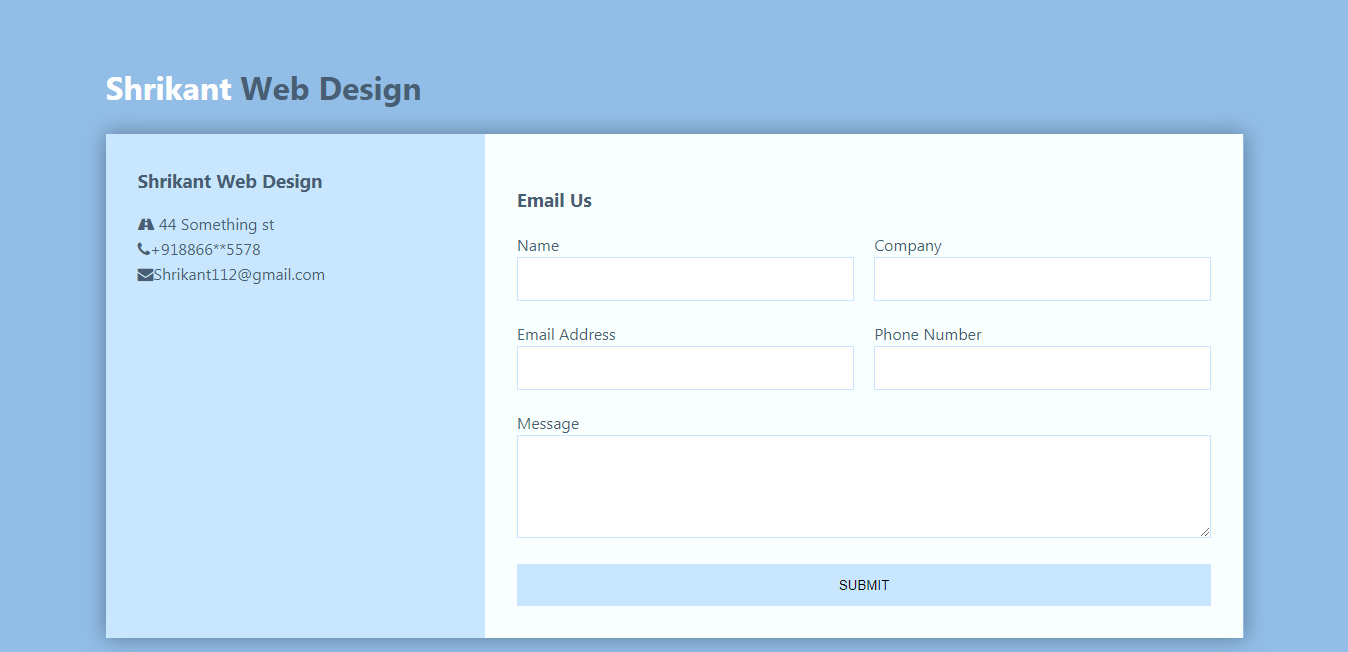 Shrikant Web Design
Shrikant Web Design
44 Something st
+918866**5578
Shrikant112@gmail.com
Email Us
Name
Company
Email Address
Phone Number
Message
SUBMIT